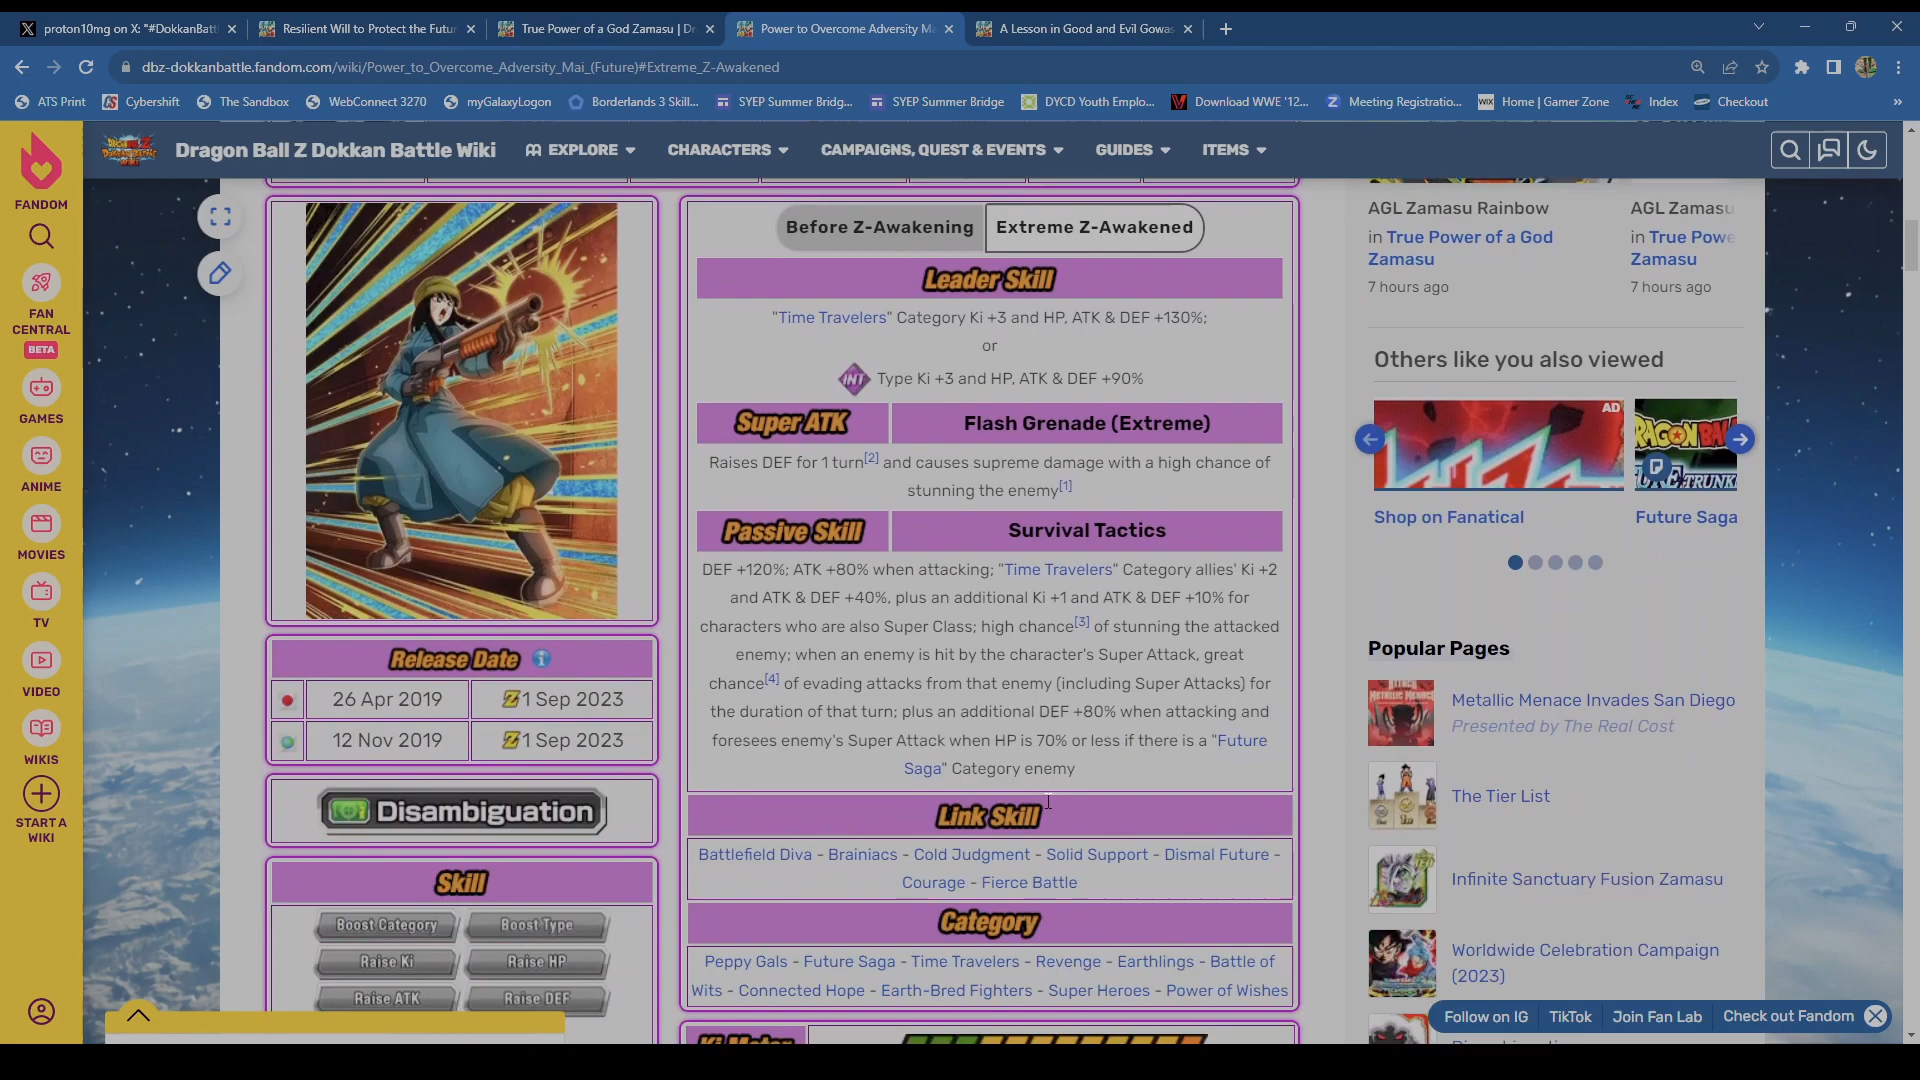 proton10mg on X: "#DokkanBatt
Resilient Will to Protect the Futur
True Power of a God Zamasu | D
Power to Overcome Adversity Ma
A Lesson in Good and Evil Gowas
dbz-dokkanbattle.fandom.com/wiki/Power_to_Overcome_Adversity_Mai_(Future)#Extreme_Z-Awakened
ATS Print
Cybershift
The Sandbox
WebConnect 3270
myGalaxyLogon
Borderlands 3 Skill...
SYEP Summer Bridg...
SYEP Summer Bridge
DYCD Youth Emplo...
Download WWE '12...
Meeting Registratio...
WIX
Home | Gamer Zone
Index
Checkout
»
Dragon Ball Z Dokkan Battle Wiki
EXPLORE
CHARACTERS
CAMPAIGNS, QUEST & EVENTS
GUIDES
ITEMS
FANDOM
FAN
CENTRAL
BETA
GAMES
ANIME
MOVIES
TV
VIDEO
WIKIS
START A
WIKI
Release Date
26 Apr 2019
1 Sep 2023
12 Nov 2019
1 Sep 2023
Disambiguation
Skill
Boost Category
Boost Type
Raise Ki
Raise HP
Raise ATK
Raise DEF
Before Z-Awakening
Extreme Z-Awakened
Leader Skill
"Time Travelers" Category Ki +3 and HP, ATK & DEF +130%;
or
INT Type Ki +3 and HP, ATK & DEF +90%
Super ATK
Flash Grenade (Extreme)
Raises DEF for 1 turn[2] and causes supreme damage with a high chance of
stunning the enemy[1]
Passive Skill
Survival Tactics
DEF +120%; ATK +80% when attacking; "Time Travelers" Category allies' Ki +2
and ATK & DEF +40%, plus an additional Ki +1 and ATK & DEF +10% for
characters who are also Super Class; high chance[3] of stunning the attacked
enemy; when an enemy is hit by the character's Super Attack, great
chance[4] of evading attacks from that enemy (including Super Attacks) for
the duration of that turn; plus an additional DEF +80% when attacking and
foresees enemy's Super Attack when HP is 70% or less if there is a "Future
Saga" Category enemy
Link Skill
Battlefield Diva - Brainiacs - Cold Judgment - Solid Support - Dismal Future -
Courage - Fierce Battle
Category
Peppy Gals - Future Saga - Time Travelers - Revenge - Earthlings - Battle of
Wits - Connected Hope - Earth-Bred Fighters - Super Heroes - Power of Wishes
Ki Meter
AGL Zamasu Rainbow
in True Power of a God
Zamasu
7 hours ago
AGL Zamasu
in True Powe
Zamasu
7 hours ago
Others like you also viewed
AD
Shop on Fanatical
Future Saga
Popular Pages
Metallic Menace Invades San Diego
Presented by The Real Cost
The Tier List
Infinite Sanctuary Fusion Zamasu
Worldwide Celebration Campaign
(2023)
Follow on IG
TikTok
Join Fan Lab
Check out Fandom